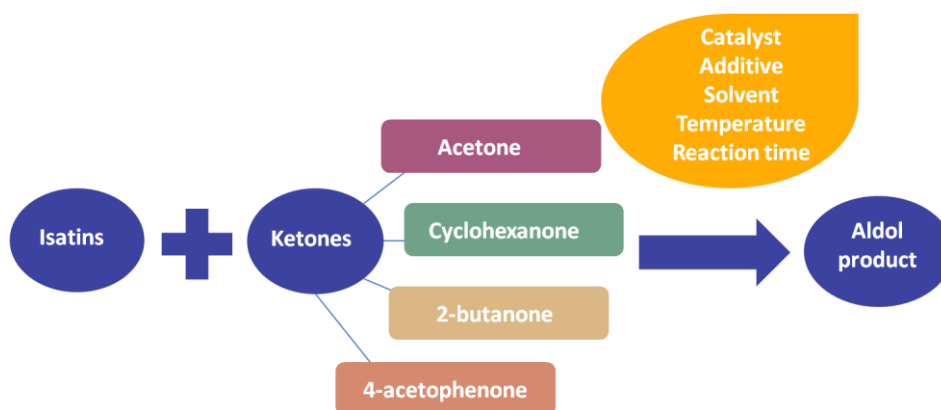 Catalyst
Additive
Solvent
Temperature
Reaction time
Acetone
Isatins
Ketones
Cyclohexanone
Aldol
product
2-butanone
4-acetophenone